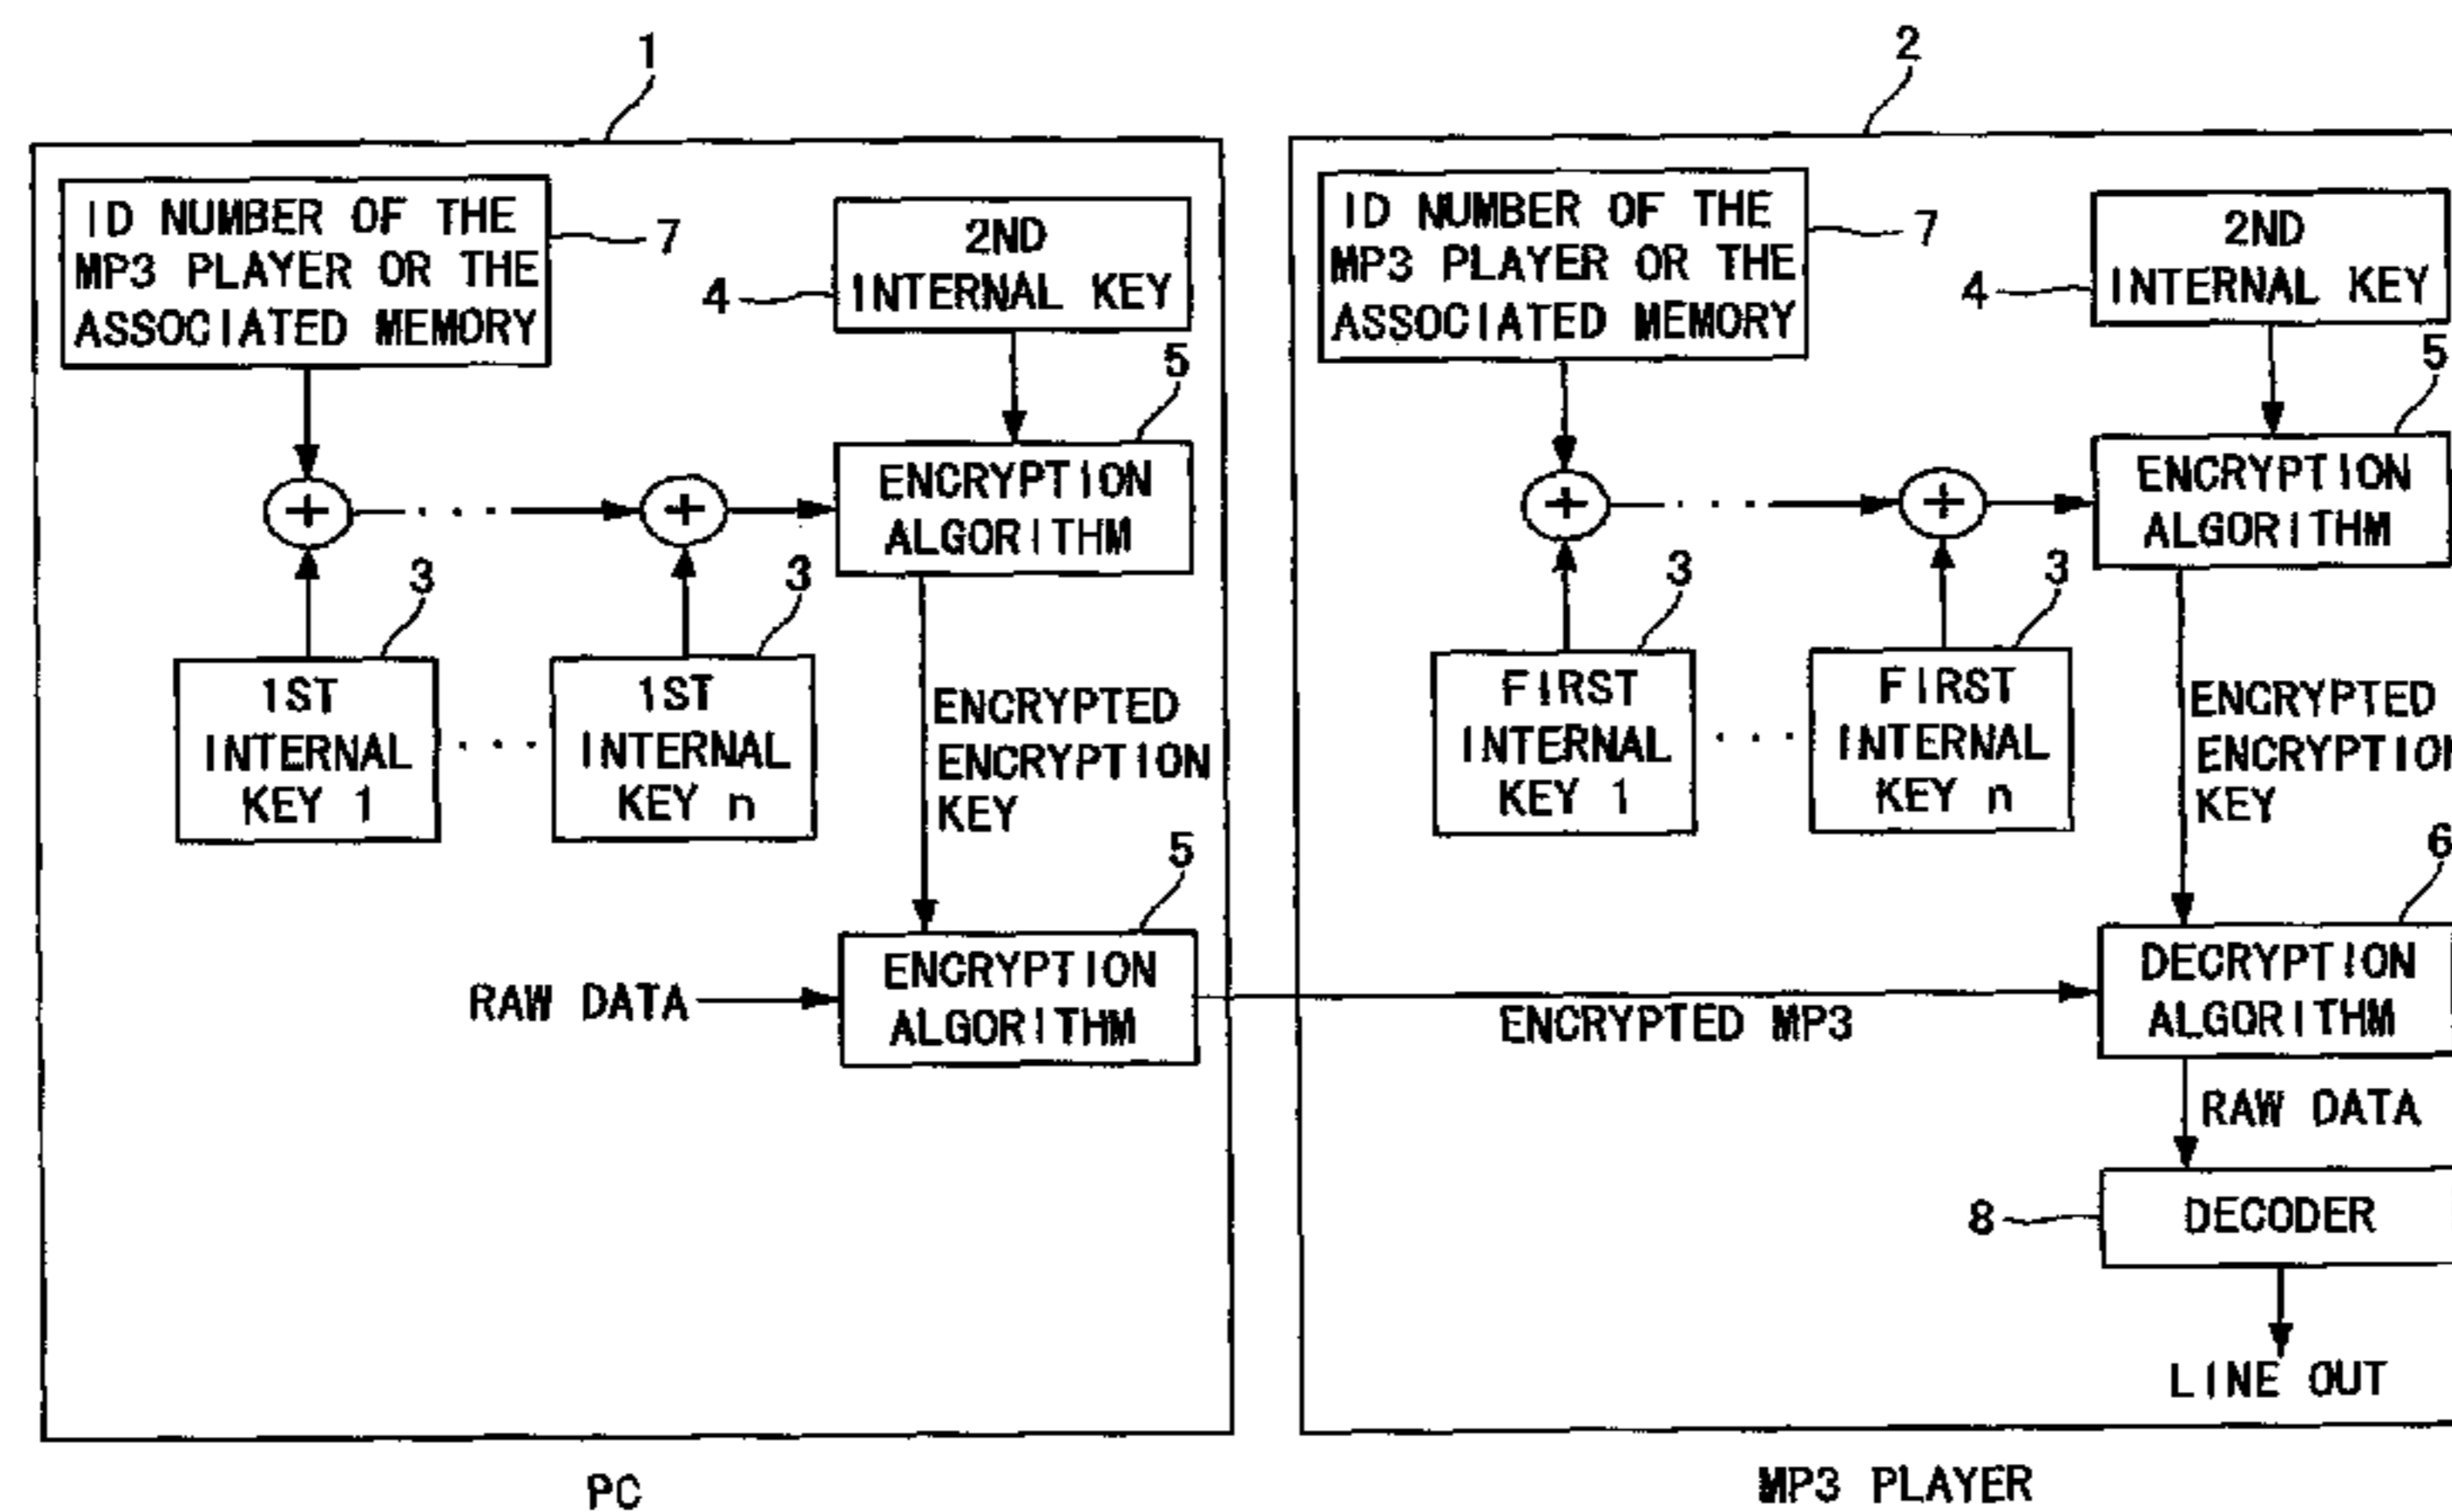 1
ID NUMBER OF THE
MP3 PLAYER OR THE
ASSOCIATED MEMORY
7
2ND
INTERNAL KEY
4
5
ENCRYPTION
ALGORITHM
+
+
3
3
1ST
INTERNAL
KEY 1
. . .
1ST
INTERNAL
KEY n
ENCRYPTED
ENCRYPTION
KEY
5
RAW DATA
ENCRYPTION
ALGORITHM
PC
2
ID NUMBER OF THE
MP3 PLAYER OR THE
ASSOCIATED MEMORY
7
2ND
INTERNAL KEY
4
5
ENCRYPTION
ALGORITHM
+
+
3
3
FIRST
INTERNAL
KEY 1
. . .
FIRST
INTERNAL
KEY n
ENCRYPTED
ENCRYPTION
KEY
6
ENCRYPTED MP3
DECRYPTION
ALGORITHM
RAW DATA
8
DECODER
LINE OUT
MP3 PLAYER